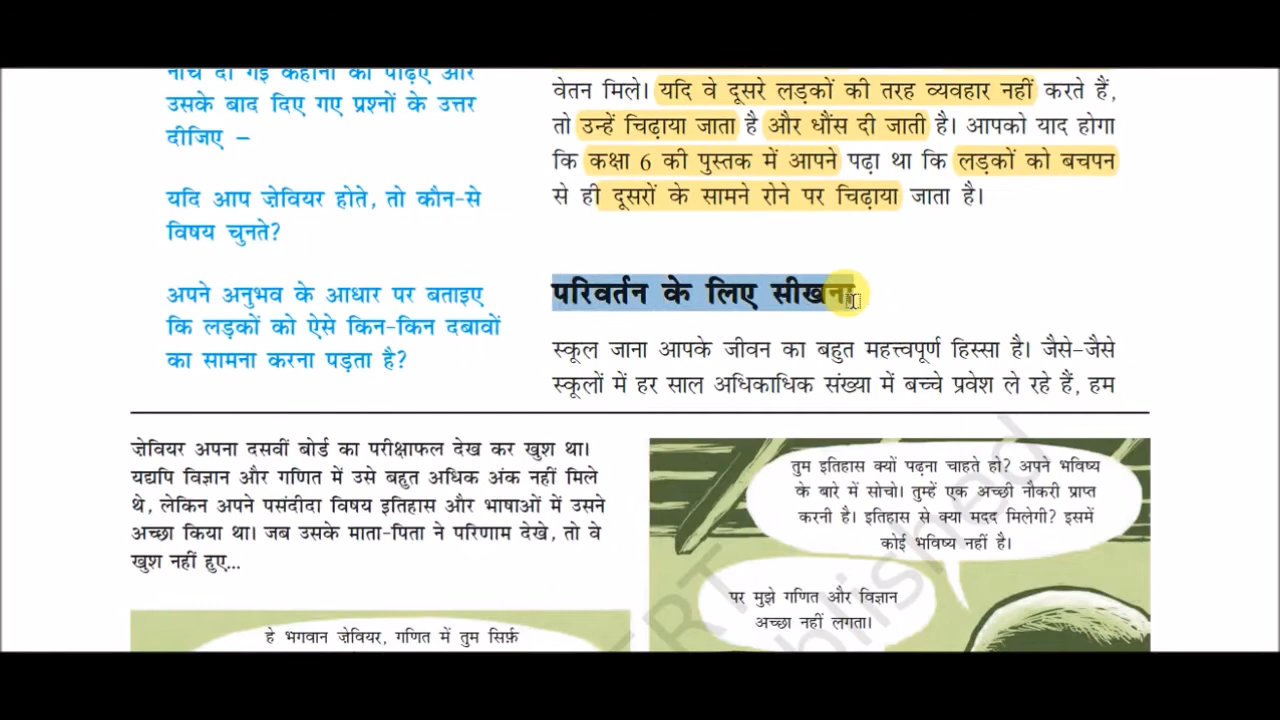 नीचे दी गई कहानी को पढ़िए और
उसके बाद दिए गए प्रश्नों के उत्तर
दीजिए –
यदि आप ज़ेवियर होते, तो कौन-से
विषय चुनते?
अपने अनुभव के आधार पर बताइए
कि लड़कों को ऐसे किन-किन दबावों
का सामना करना पड़ता है?
वेतन मिले। यदि वे दूसरे लड़कों की तरह व्यवहार नहीं करते हैं,
तो उन्हें चिढ़ाया जाता है और धौंस दी जाती है। आपको याद होगा
कि कक्षा 6 की पुस्तक में आपने पढ़ा था कि लड़कों को बचपन
से ही दूसरों के सामने रोने पर चिढ़ाया जाता है।
परिवर्तन के लिए सीखना
स्कूल जाना आपके जीवन का बहुत महत्त्वपूर्ण हिस्सा है। जैसे-जैसे
स्कूलों में हर साल अधिकाधिक संख्या में बच्चे प्रवेश ले रहे हैं, हम
ज़ेवियर अपना दसवीं बोर्ड का परीक्षाफल देख कर खुश था।
यद्यपि विज्ञान और गणित में उसे बहुत अधिक अंक नहीं मिले
थे, लेकिन अपने पसंदीदा विषय इतिहास और भाषाओं में उसने
अच्छा किया था। जब उसके माता-पिता ने परिणाम देखे, तो वे
खुश नहीं हुए...
हे भगवान ज़ेवियर, गणित में तुम सिर्फ़
तुम इतिहास क्यों पढ़ना चाहते हो? अपने भविष्य
के बारे में सोचो। तुम्हें एक अच्छी नौकरी प्राप्त
करनी है। इतिहास से क्या मदद मिलेगी? इसमें
कोई भविष्य नहीं है।
पर मुझे गणित और विज्ञान
अच्छा नहीं लगता।